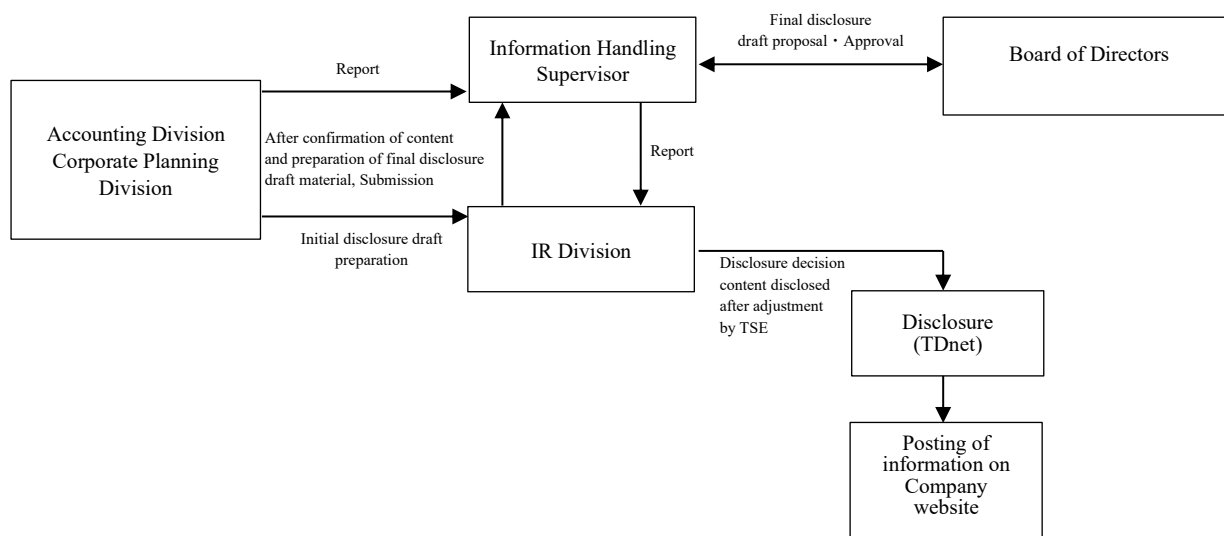 Final disclosure
draft proposal・Approval
Information Handling
Supervisor
Board of Directors
Report
Accounting Division
Corporate Planning
Division
After confirmation of content
and preparation of final disclosure
draft material, Submission
Report
Initial disclosure draft
preparation
IR Division
Disclosure decision
content disclosed
after adjustment
by TSE
Disclosure
(TDnet)
Posting of
information on
Company
website